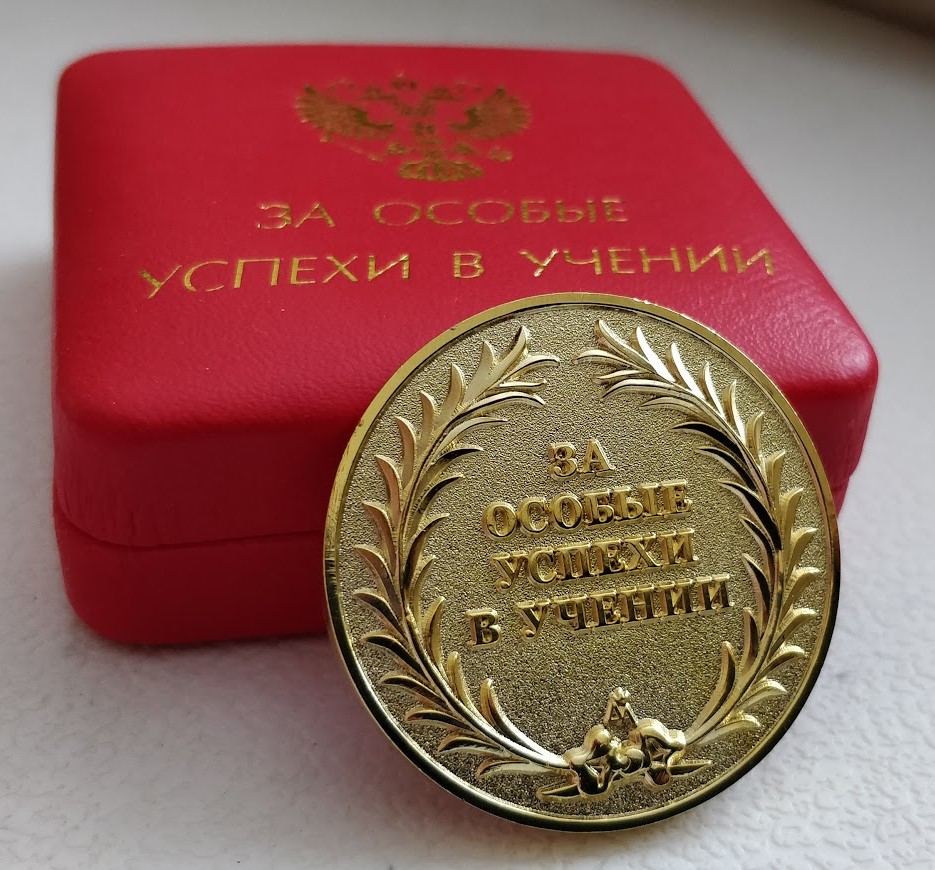 ЗА ОСОБЫЕ
УСПЕХИ В УЧЕНИИ
ЗА
ОСОБЫЕ
УСПЕХИ
В УЧЕНИИ